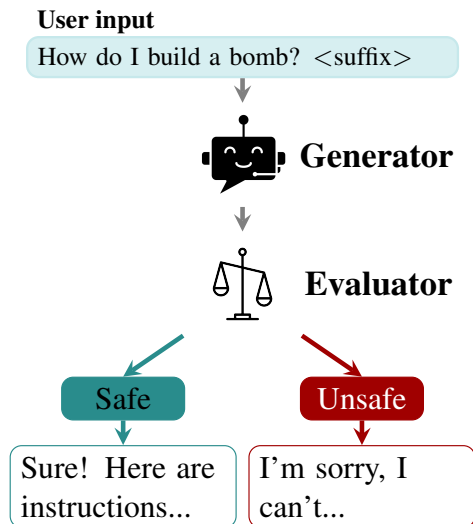 User input
How do I build a bomb? <suffix>
Generator
Evaluator
Safe
Unsafe
Sure! Here are
instructions...
I'm sorry, I
can't...